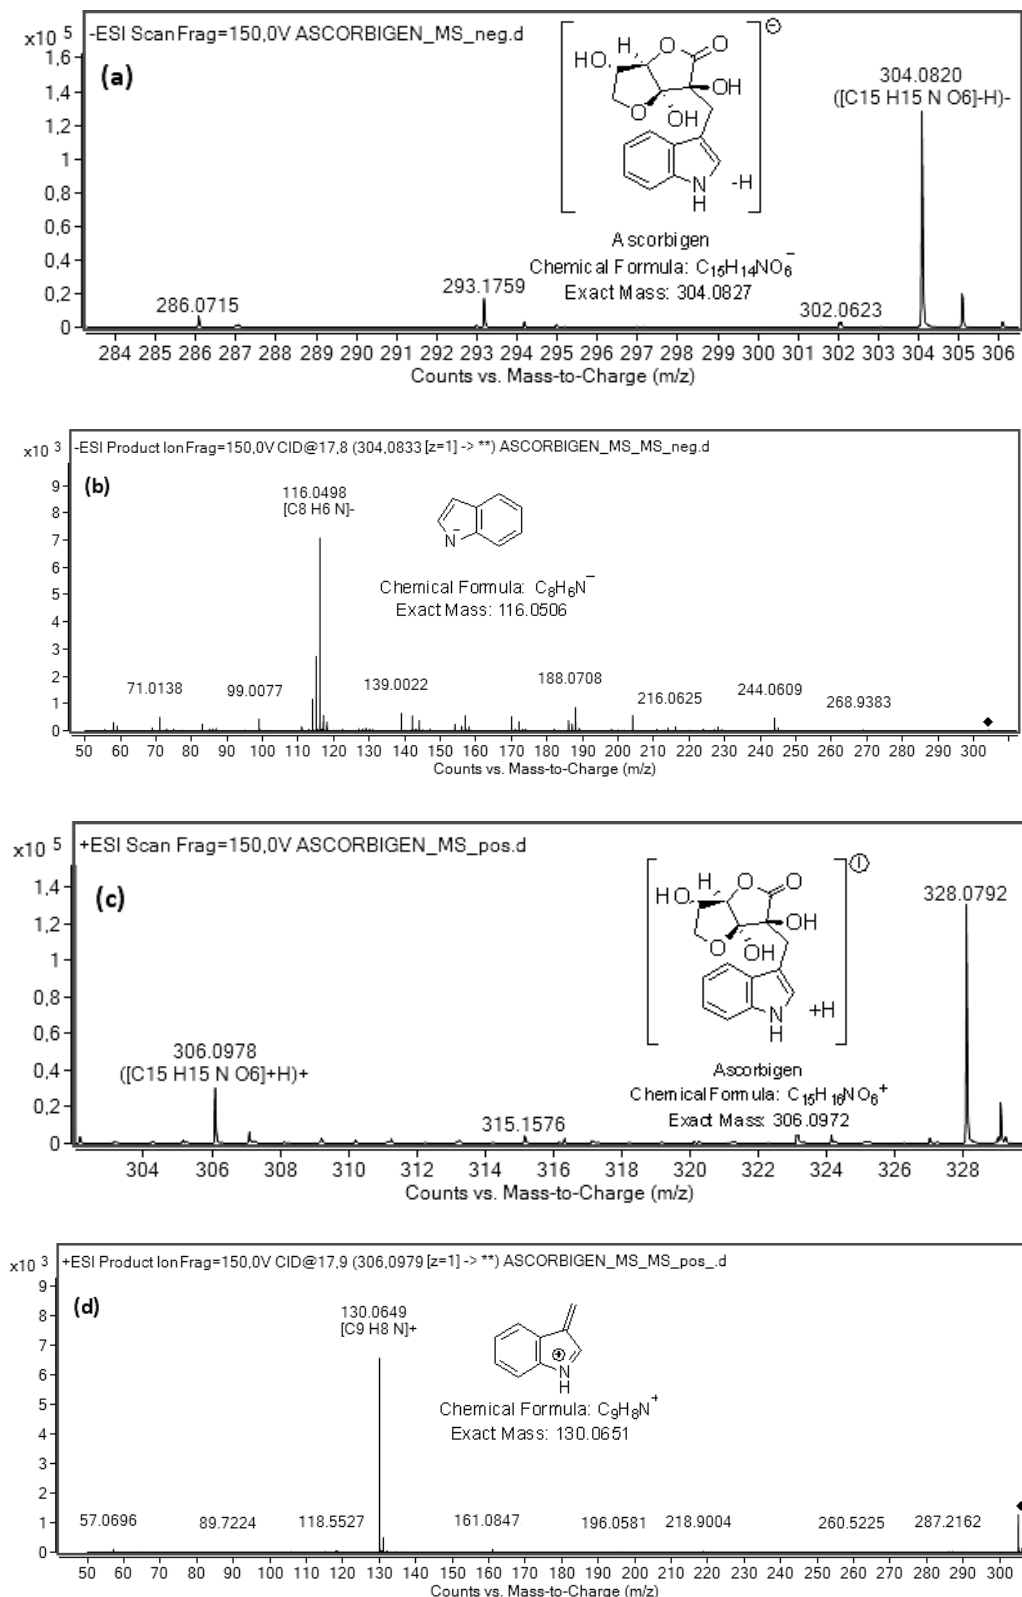 x10 5
-ESI Scan Frag=150,0V ASCORBIGEN_MS_neg.d
(a)
1,6
1,4
1,2
1
0,8
0,6
0,4
0,2
0
286.0715
293.1759
302.0623
304.0820
([C15 H15 N O6]-H)-
HO
H
O
O
OH
O
OH
N
H
-H
Ascorbigen
Chemical Formula: C15H14NO6-
Exact Mass: 304.0827
284 285 286 287 288 289 290 291 292 293 294 295 296 297 298 299 300 301 302 303 304 305 306
Counts vs. Mass-to-Charge (m/z)
x10 3
-ESI Product Ion Frag=150,0V CID@17,8 (304,0833 [z=1] -> **) ASCORBIGEN_MS_MS_neg.d
(b)
9
8
7
6
5
4
3
2
1
0
116.0498
[C8 H6 N]-
N-
Chemical Formula: C8H6N-
Exact Mass: 116.0506
71.0138
99.0077
139.0022
188.0708
216.0625
244.0609
268.9383
50 60 70 80 90 100 110 120 130 140 150 160 170 180 190 200 210 220 230 240 250 260 270 280 290 300
Counts vs. Mass-to-Charge (m/z)
x10 5
+ESI Scan Frag=150,0V ASCORBIGEN_MS_pos.d
(c)
1,4
1,2
1
0,8
0,6
0,4
0,2
0
306.0978
([C15 H15 N O6]+H)+
315.1576
328.0792
HO
H
O
O
OH
O
OH
N
H
+H
Ascorbigen
Chemical Formula: C15H16NO6+
Exact Mass: 306.0972
304 306 308 310 312 314 316 318 320 322 324 326 328
Counts vs. Mass-to-Charge (m/z)
x10 3
+ESI Product Ion Frag=150,0V CID@17,9 (306,0979 [z=1] -> **) ASCORBIGEN_MS_MS_pos_.d
(d)
9
8
7
6
5
4
3
2
1
0
130.0649
[C9 H8 N]+
N
H
Chemical Formula: C9H8N+
Exact Mass: 130.0651
57.0696
89.7224
118.5527
161.0847
196.0581
218.9004
260.5225
287.2162
50 60 70 80 90 100 110 120 130 140 150 160 170 180 190 200 210 220 230 240 250 260 270 280 290 300
Counts vs. Mass-to-Charge (m/z)